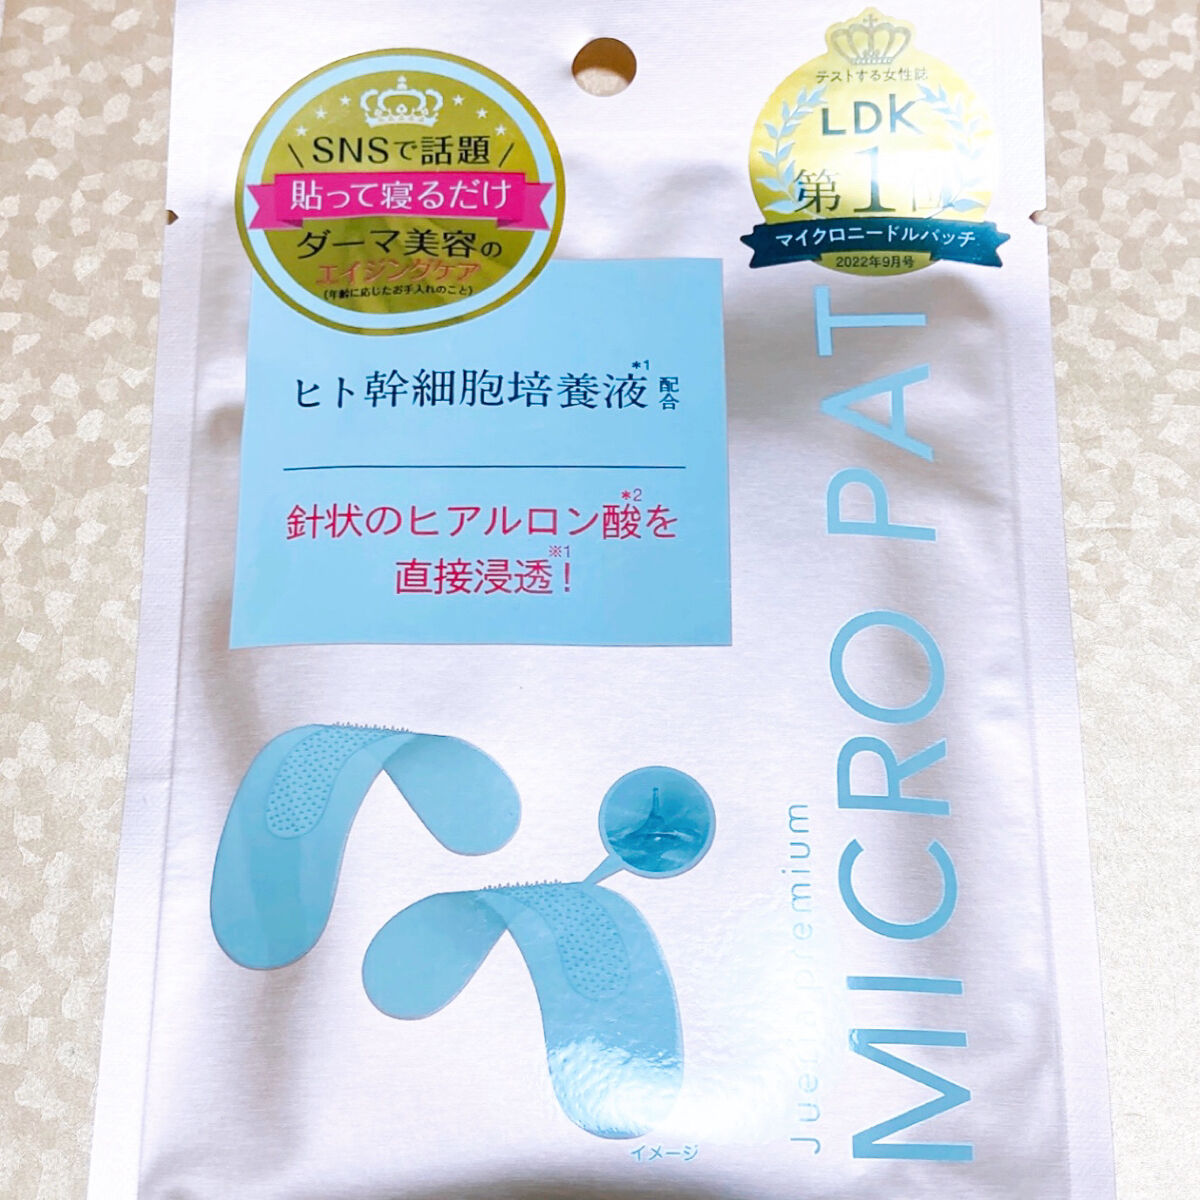 \ SNSで話題 /
貼って寝るだけ
ダーマ美容の
エイジングケア
(年齢に応じたお手入れのこと)
テストする女性誌
LDK
第1位
マイクロニードルパッチ
2022年9月号
ヒト幹細胞培養液*1配合
針状のヒアルロン酸*2を
直接浸透※1!
イメージ
premium
MICRO PAT